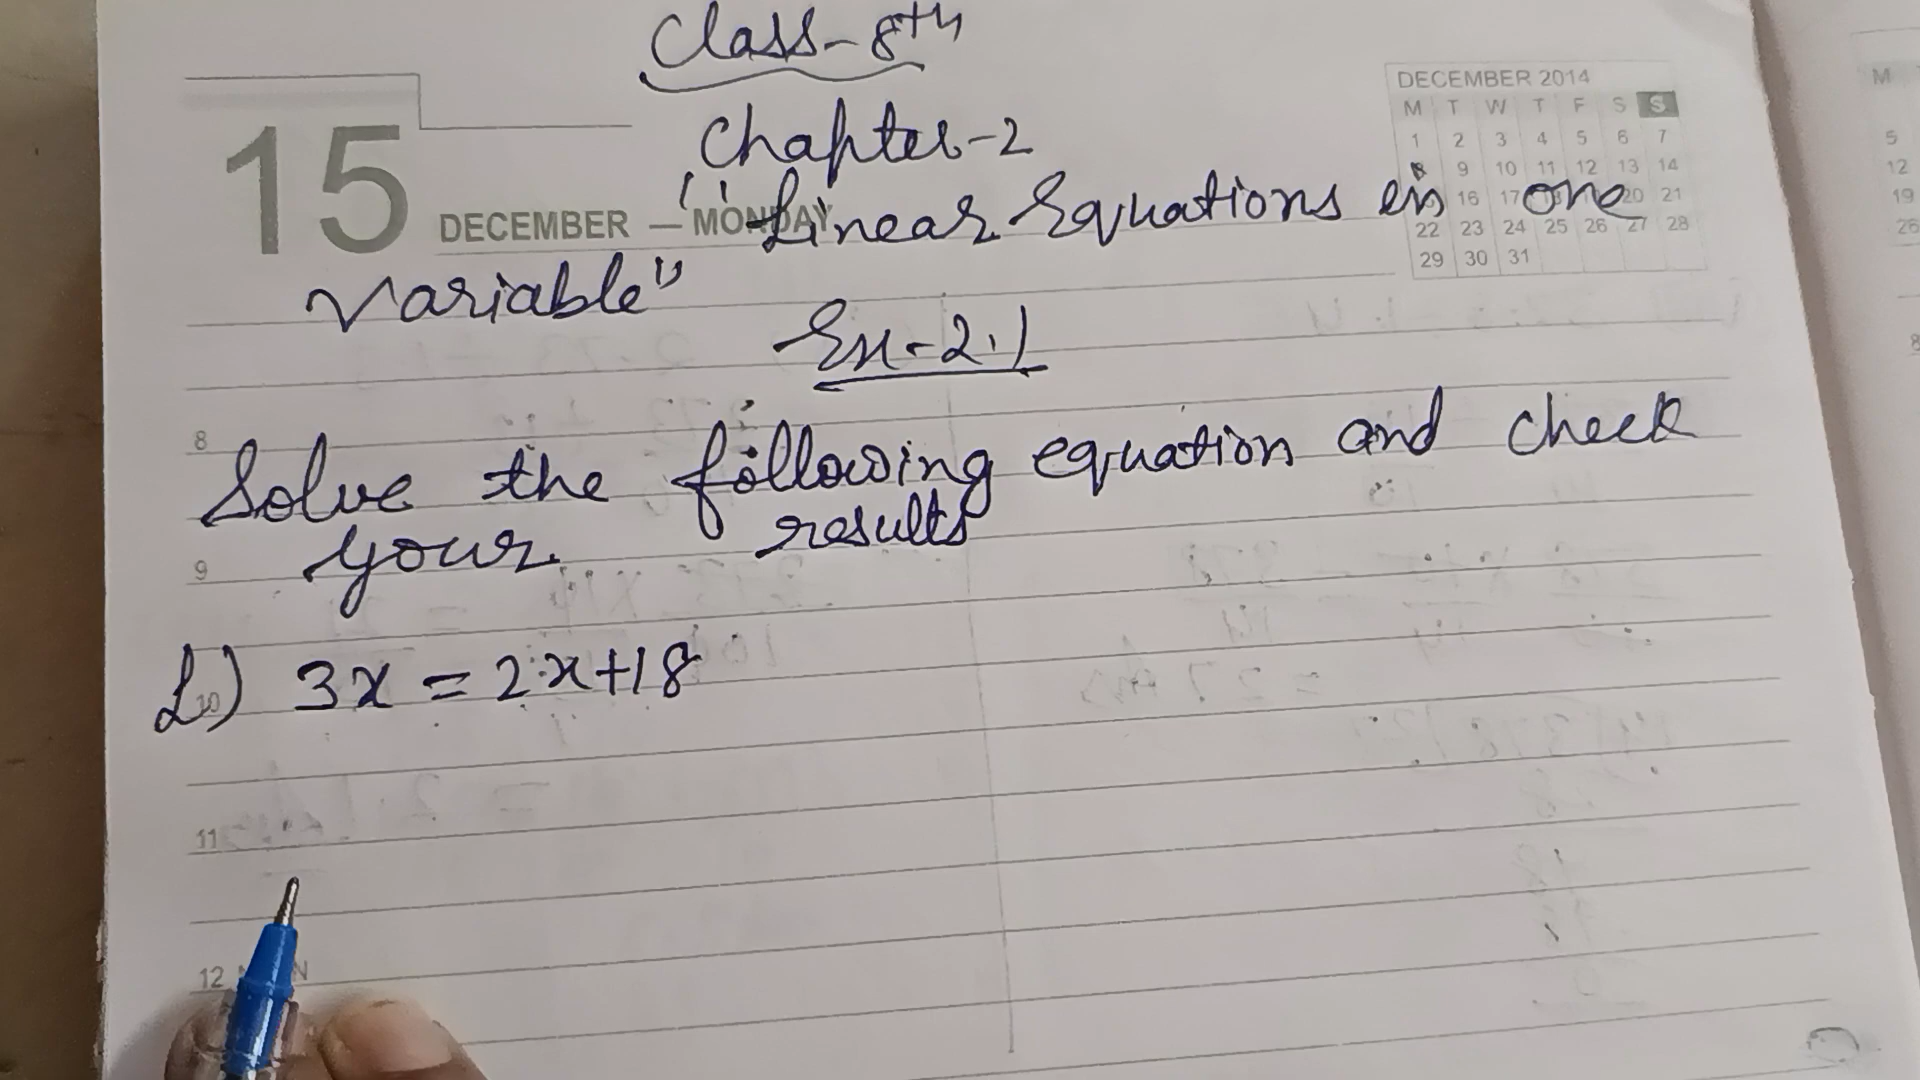 Class-8th
DECEMBER 2014
M T W T F S S
1 2 3 4 5 6 7
9 10 11 12 13 14
16 17 20 21
22 23 24 25 26 27 28
29 30 31
15
DECEMBER — MONDAY
Chapter-2
"Linear Equations in one
Variable"
Ex-2.1
8
Solve the following equation and check
your results
9
10
1) 3x = 2x+18
11
12
M
5
12
19
26